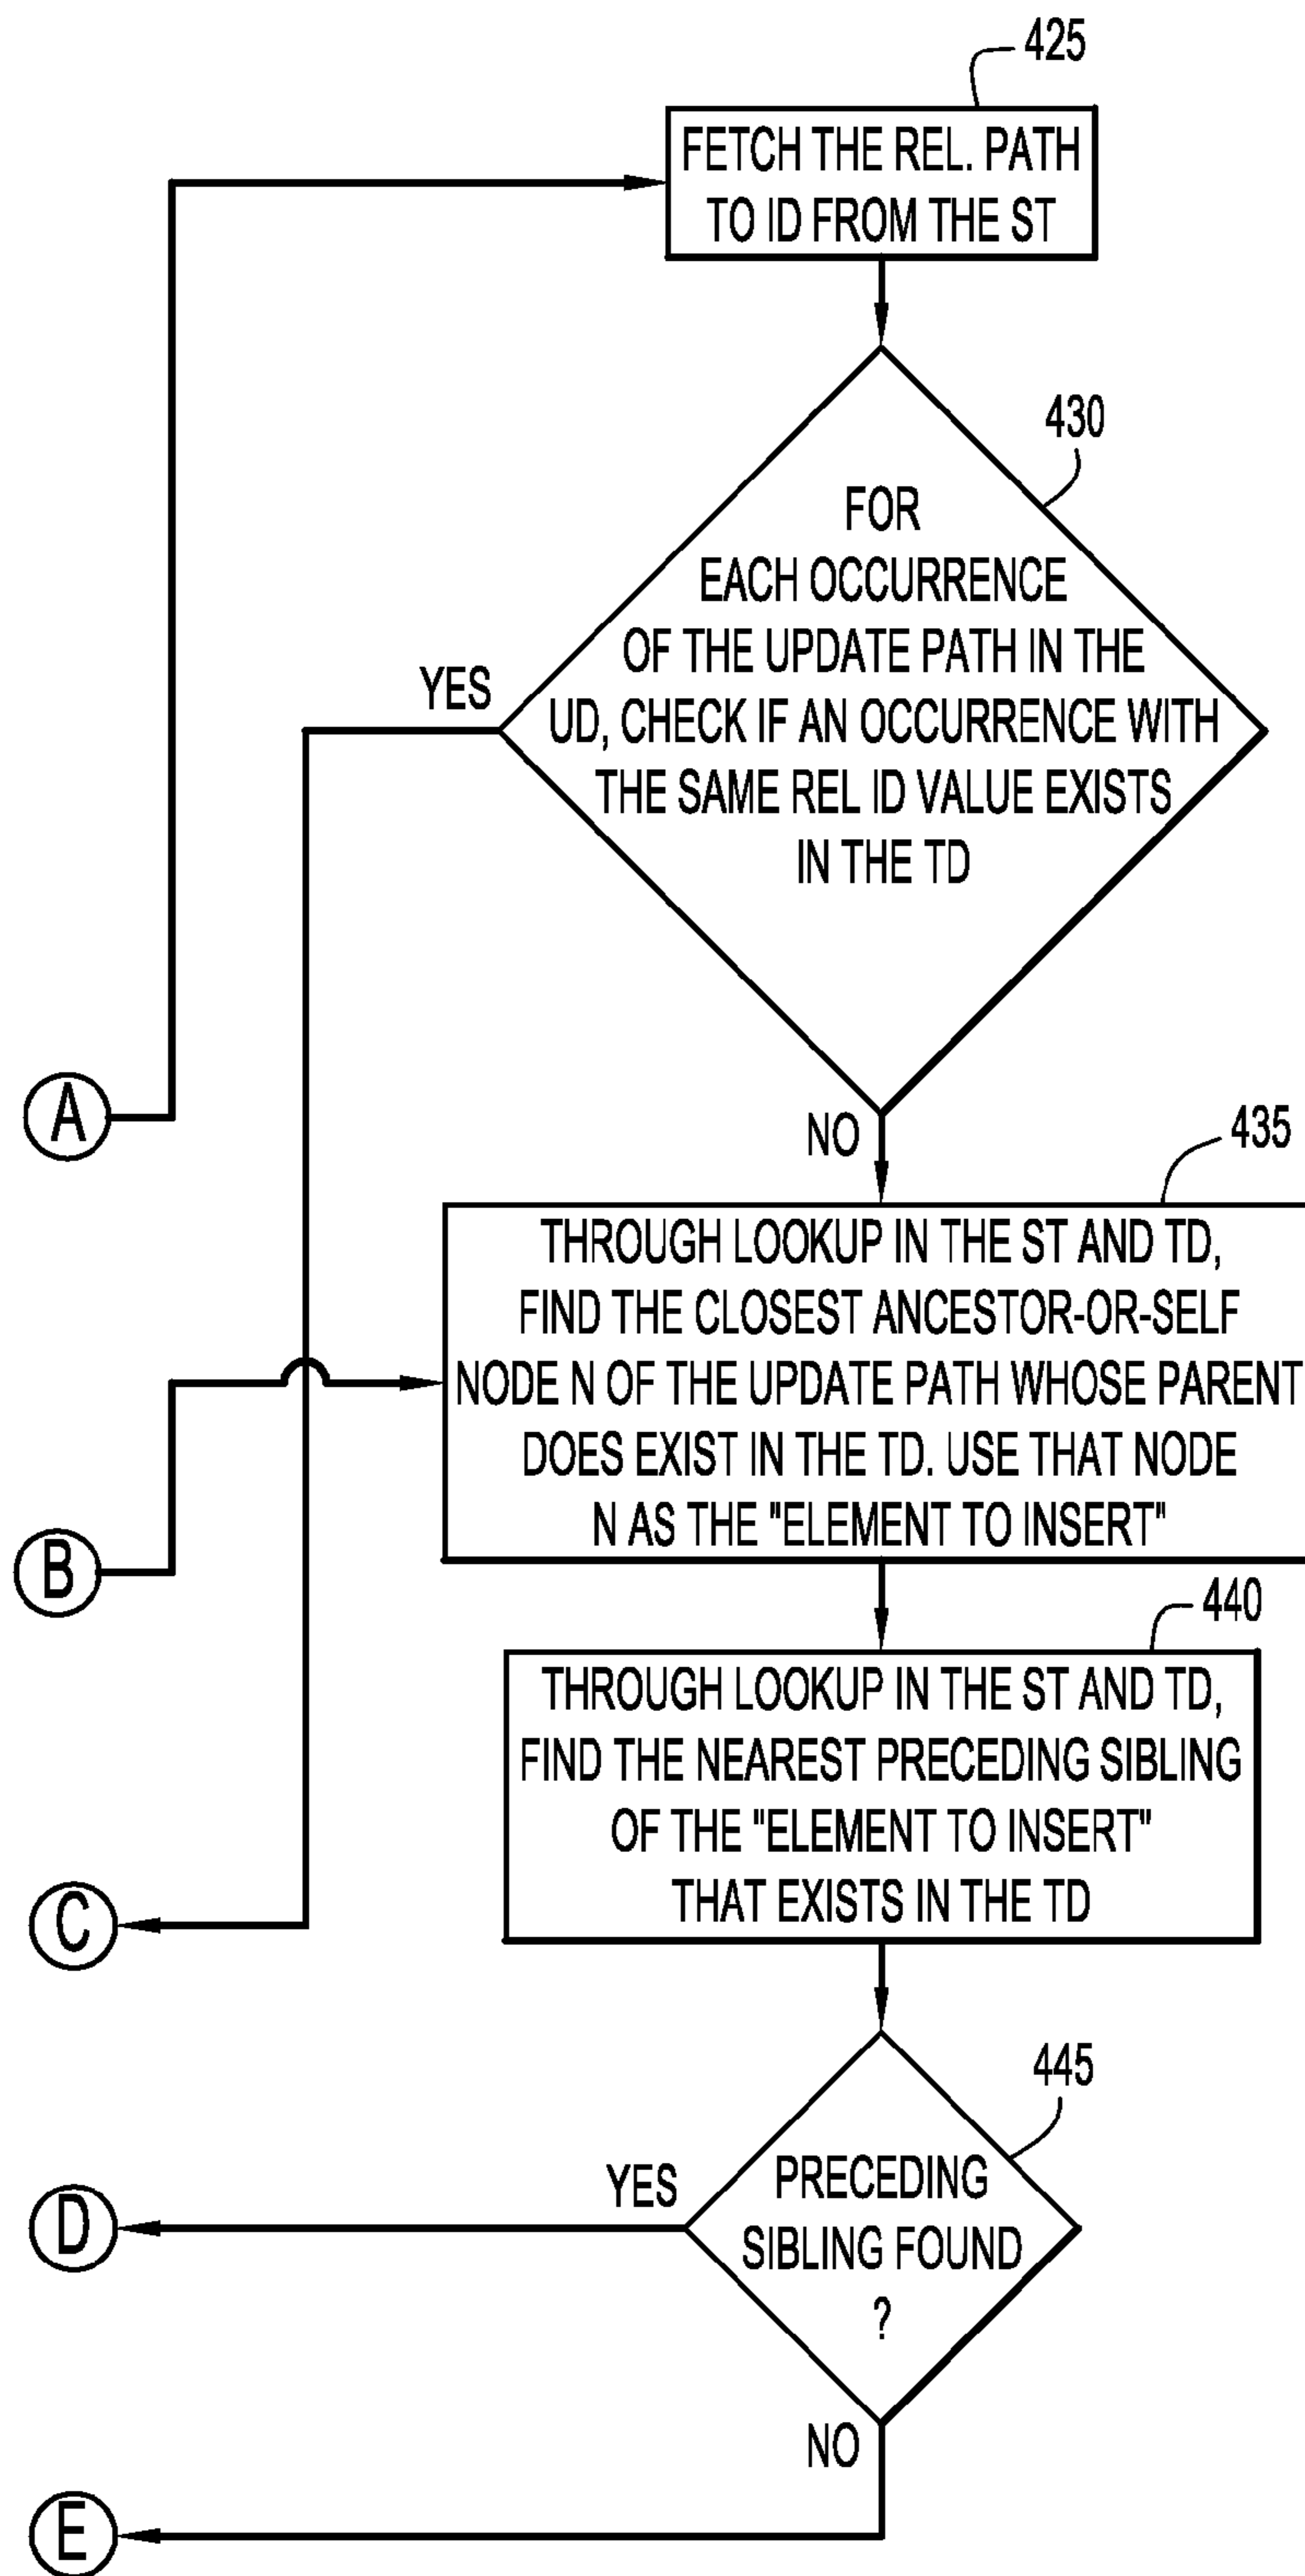 425
FETCH THE REL. PATH
TO ID FROM THE ST
430
FOR
EACH OCCURRENCE
OF THE UPDATE PATH IN THE
UD, CHECK IF AN OCCURRENCE WITH
THE SAME REL ID VALUE EXISTS
IN THE TD
YES
A
NO
435
THROUGH LOOKUP IN THE ST AND TD,
FIND THE CLOSEST ANCESTOR-OR-SELF
NODE N OF THE UPDATE PATH WHOSE PARENT
DOES EXIST IN THE TD. USE THAT NODE
N AS THE "ELEMENT TO INSERT"
B
440
THROUGH LOOKUP IN THE ST AND TD,
FIND THE NEAREST PRECEDING SIBLING
OF THE "ELEMENT TO INSERT"
THAT EXISTS IN THE TD
C
445
PRECEDING
SIBLING FOUND
?
YES
D
NO
E